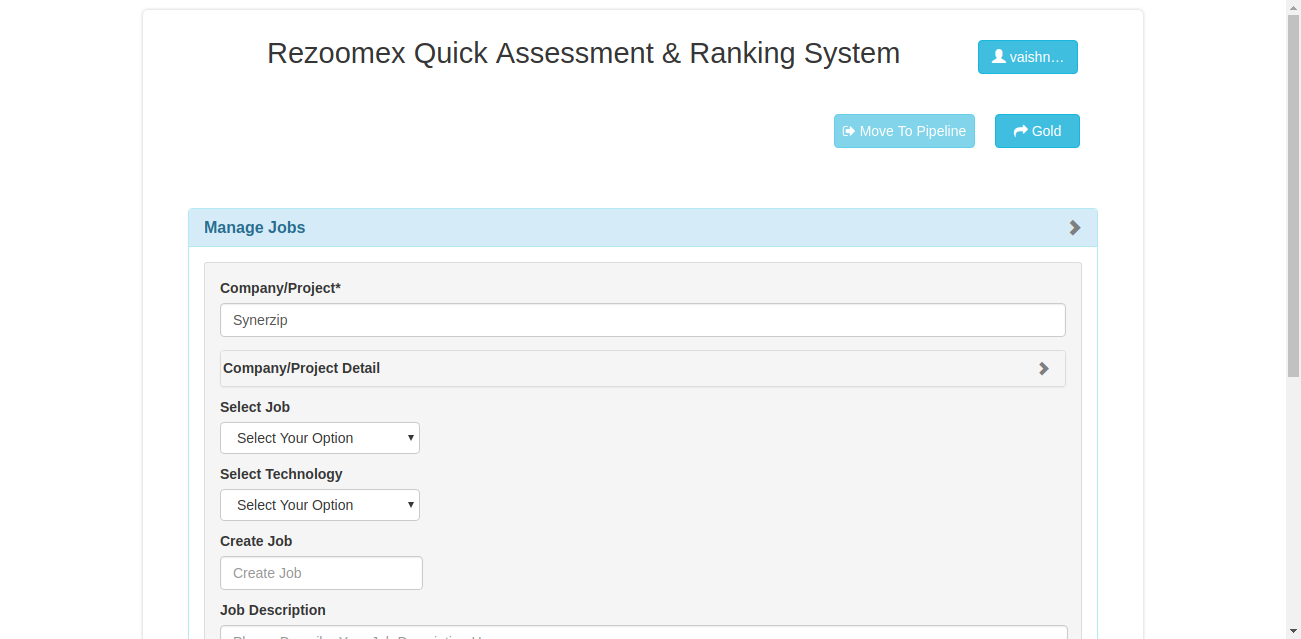 Rezoomex Quick Assessment & Ranking System
vaishn...
Move To Pipeline
Gold
Manage Jobs
Company/Project*
Synerzip
Company/Project Detail
Select Job
Select Your Option
Select Technology
Select Your Option
Create Job
Create Job
Job Description